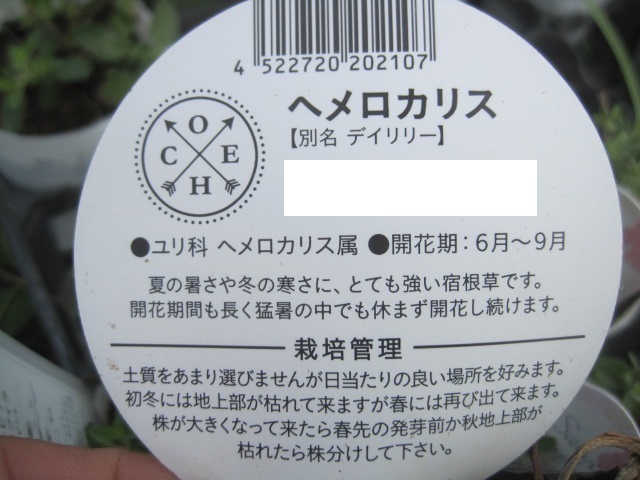 4 522720 202107
ヘメロカリス
【別名 デイリリー】
C O E H
●ユリ科 ヘメロカリス属 ●開花期：6月〜9月
夏の暑さや冬の寒さに、とても強い宿根草です。
開花期間も長く猛暑の中でも休まず開花し続けます。
栽培管理
土質をあまり選びませんが日当たりの良い場所を好みます。
初冬には地上部が枯れて来ますが春には再び出て来ます。
株が大きくなって来たら春先の発芽前か秋地上部が
枯れたら株分けして下さい。